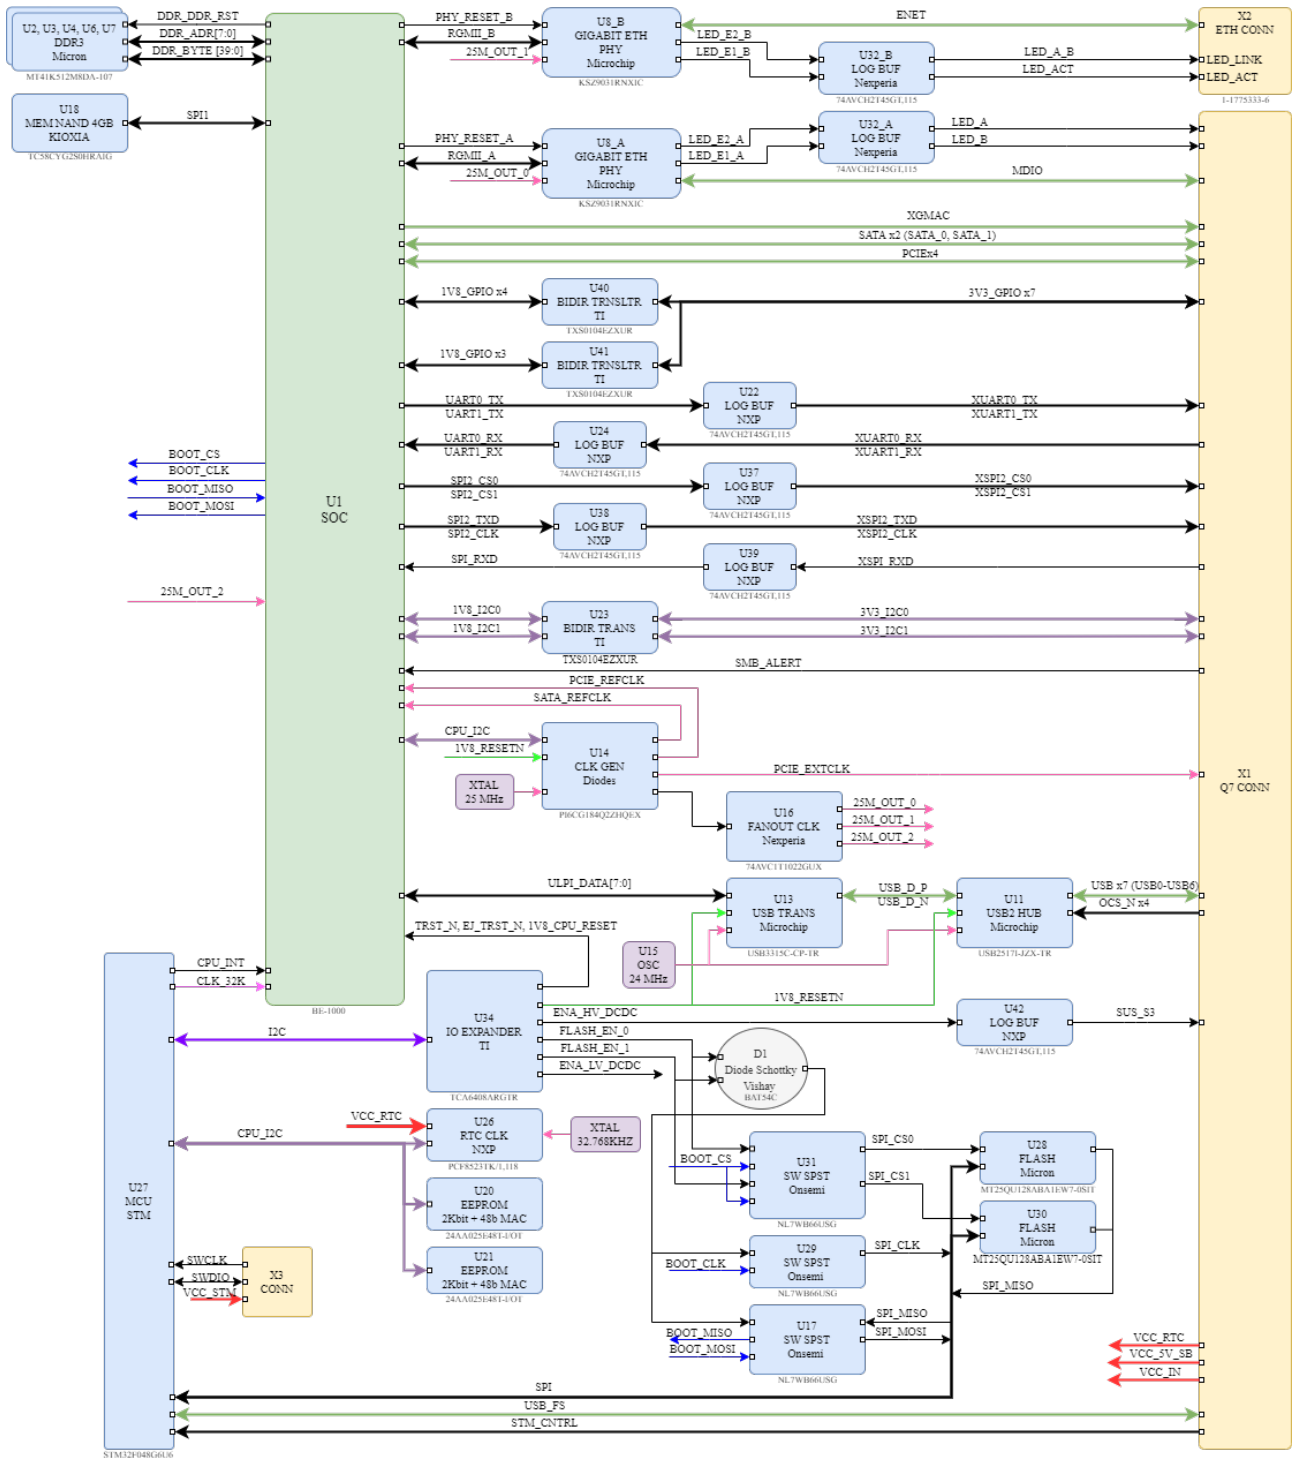 U2, U3, U4, U6, U7
DDR3
Micron
MT41K512M8DA-107
DDR_DDR_RST
DDR_ADR[7:0]
DDR_BYTE [39:0]
U18
MEM NAND 4GB
KIOXIA
TC58CYG2S0HRAIG
SPI1
U1
SOC
BE-1000
BOOT_CS
BOOT_CLK
BOOT_MISO
BOOT_MOSI
25M_OUT_2
PHY_RESET_B
RGMII_B
25M_OUT_1
U8_B
GIGABIT ETH
PHY
Microchip
KSZ9031RNXIC
ENET
LED_E2_B
LED_E1_B
U32_B
LOG BUF
Nexperia
74AVCH2T45GT,115
LED_A_B
LED_ACT
X2
ETH CONN
LED_LINK
LED_ACT
1-1775333-6
PHY_RESET_A
RGMII_A
25M_OUT_0
U8_A
GIGABIT ETH
PHY
Microchip
KSZ9031RNXIC
LED_E2_A
LED_E1_A
U32_A
LOG BUF
Nexperia
74AVCH2T45GT,115
LED_A
LED_B
MDIO
XGMAC
SATA x2 (SATA_0, SATA_1)
PCIEx4
1V8_GPIO x4
U40
BIDIR TRNSLTR
TI
TXS0104EZXUR
3V3_GPIO x7
1V8_GPIO x3
U41
BIDIR TRNSLTR
TI
TXS0104EZXUR
UART0_TX
UART1_TX
U22
LOG BUF
NXP
74AVCH2T45GT,115
XUART0_TX
XUART1_TX
UART0_RX
UART1_RX
U24
LOG BUF
NXP
74AVCH2T45GT,115
XUART0_RX
XUART1_RX
SPI2_CS0
SPI2_CS1
U37
LOG BUF
NXP
74AVCH2T45GT,115
XSPI2_CS0
XSPI2_CS1
SPI2_TXD
SPI2_CLK
U38
LOG BUF
NXP
74AVCH2T45GT,115
XSPI2_TXD
XSPI2_CLK
SPI_RXD
U39
LOG BUF
NXP
74AVCH2T45GT,115
XSPI_RXD
1V8_I2C0
1V8_I2C1
U23
BIDIR TRANS
TI
TXS0104EZXUR
3V3_I2C0
3V3_I2C1
SMB_ALERT
PCIE_REFCLK
SATA_REFCLK
CPU_I2C
1V8_RESETN
XTAL
25 MHz
U14
CLK GEN
Diodes
PI6CG184Q2ZHQEX
PCIE_EXTCLK
X1
Q7 CONN
U16
FANOUT CLK
Nexperia
74AVC1T1022GUX
25M_OUT_0
25M_OUT_1
25M_OUT_2
ULPI_DATA[7:0]
U13
USB TRANS
Microchip
USB3315C-CP-TR
USB_D_P
USB_D_N
U11
USB2 HUB
Microchip
USB2517I-JZX-TR
USB x7 (USB0-USB6)
OCS_N x4
TRST_N, EJ_TRST_N, 1V8_CPU_RESET
U15
OSC
24 MHz
1V8_RESETN
CPU_INT
CLK_32K
I2C
U34
IO EXPANDER
TI
TCA6408ARGTR
ENA_HV_DCDC
FLASH_EN_0
FLASH_EN_1
ENA_LV_DCDC
U42
LOG BUF
NXP
74AVCH2T45GT,115
SUS_S3
D1
Diode Schottky
Vishay
BAT54C
VCC_RTC
CPU_I2C
U26
RTC CLK
NXP
PCF8523TK/1,118
XTAL
32.768KHZ
U27
MCU
STM
STM32F048G6U6
U20
EEPROM
2Kbit + 48b MAC
24AA025E48T-I/OT
U21
EEPROM
2Kbit + 48b MAC
24AA025E48T-I/OT
SWCLK
SWDIO
VCC_STM
X3
CONN
BOOT_CS
U31
SW SPST
Onsemi
NL7WB66USG
SPI_CS0
SPI_CS1
U28
FLASH
Micron
MT25QU128ABA1EW7-0SIT
U30
FLASH
Micron
MT25QU128ABA1EW7-0SIT
BOOT_CLK
U29
SW SPST
Onsemi
NL7WB66USG
SPI_CLK
SPI_MISO
BOOT_MISO
BOOT_MOSI
U17
SW SPST
Onsemi
NL7WB66USG
SPI_MISO
SPI_MOSI
VCC_RTC
VCC_5V_SB
VCC_IN
SPI
USB_FS
STM_CNTRL